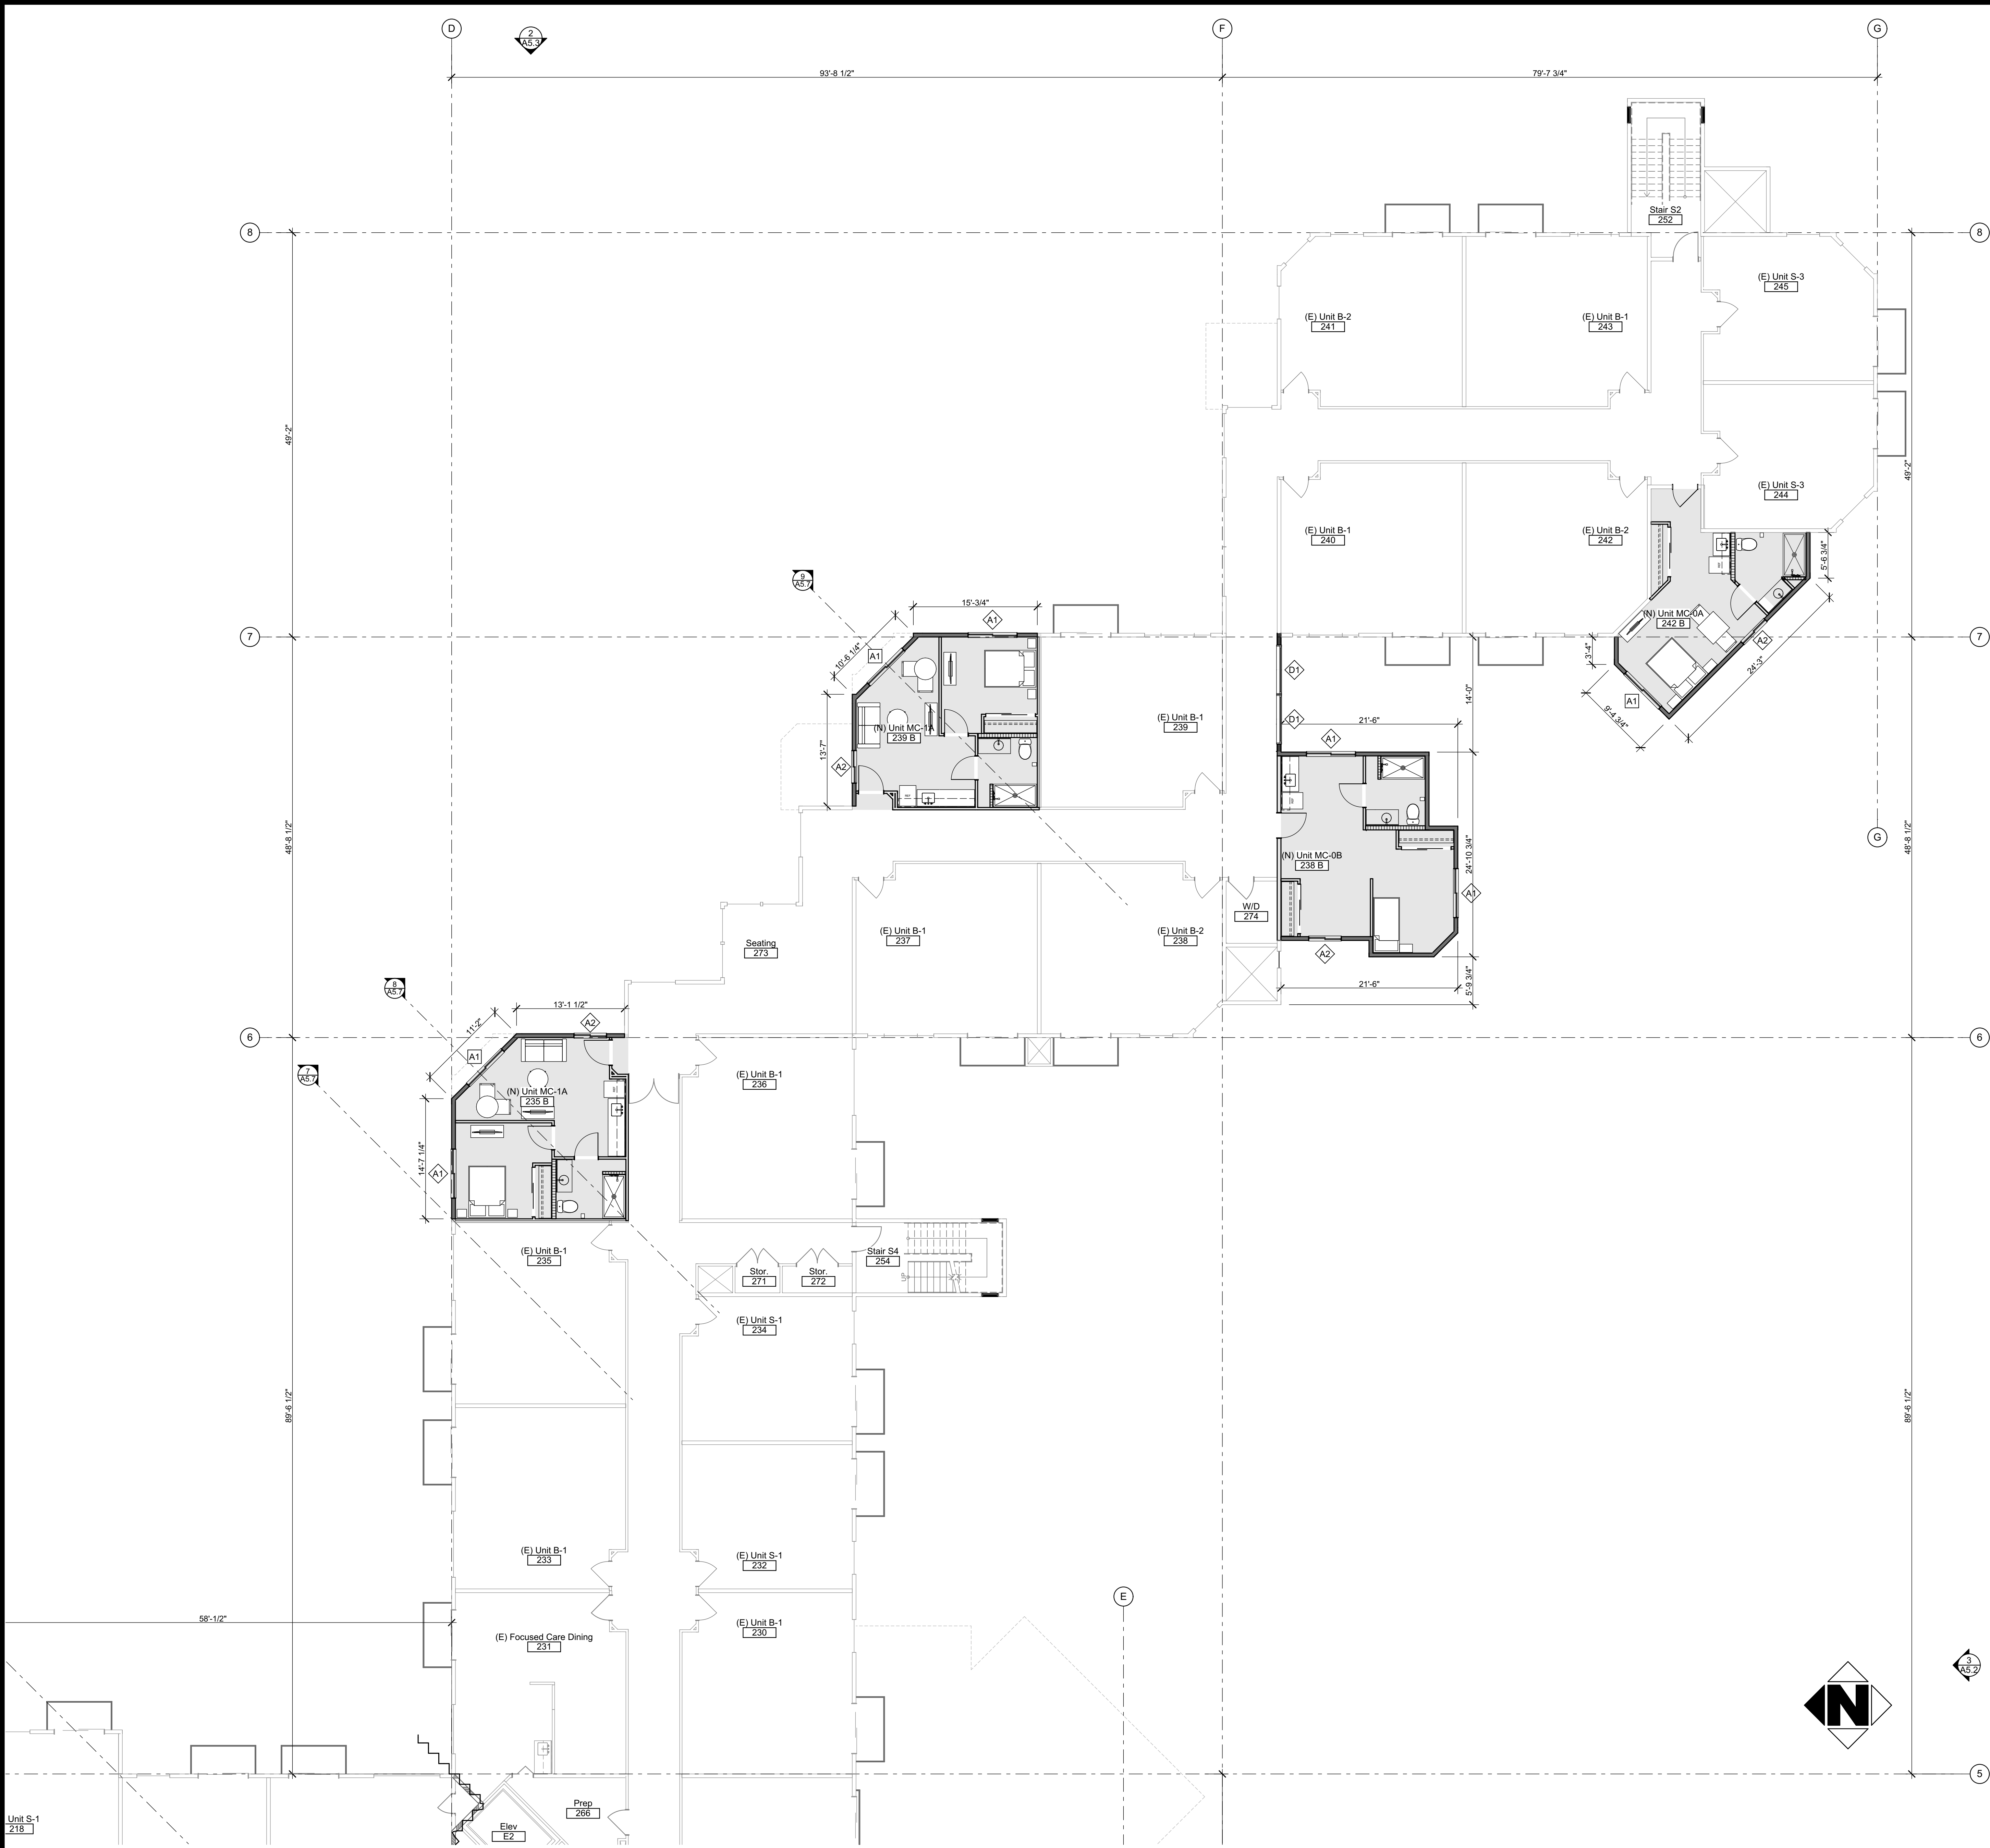 D
2
A5.3
F
G
93'-8 1/2"
79'-7 3/4"
Stair S2
252
8
8
(E) Unit S-3
245
(E) Unit B-2
241
(E) Unit B-1
243
49'-2"
49'-2"
(E) Unit S-3
244
(E) Unit B-1
240
(E) Unit B-2
242
5'-6 3/4"
9
A5.7
15'-3/4"
A1
(N) Unit MC-0A
242 B
7
7
10'-6 1/4"
A1
A2
3'-4"
24'-3"
D1
14'-0"
A1
9'-4 3/4"
(N) Unit MC-1A
239 B
(E) Unit B-1
239
D1
21'-6"
13'-7"
A2
A1
48'-8 1/2"
48'-8 1/2"
G
(N) Unit MC-0B
238 B
24'-10 3/4"
A1
W/D
274
(E) Unit B-1
237
(E) Unit B-2
238
Seating
273
A2
8
A5.7
21'-6"
5'-9 3/4"
13'-1 1/2"
11'-2"
A2
6
6
A1
7
A5.7
(E) Unit B-1
236
(N) Unit MC-1A
235 B
14'-7 1/4"
A1
(E) Unit B-1
235
Stair S4
254
UP
Stor.
271
Stor.
272
(E) Unit S-1
234
89'-6 1/2"
89'-6 1/2"
(E) Unit B-1
233
(E) Unit S-1
232
E
58'-1/2"
(E) Unit B-1
230
(E) Focused Care Dining
231
3
A5.2
N
5
Prep
266
Unit S-1
218
Elev
E2